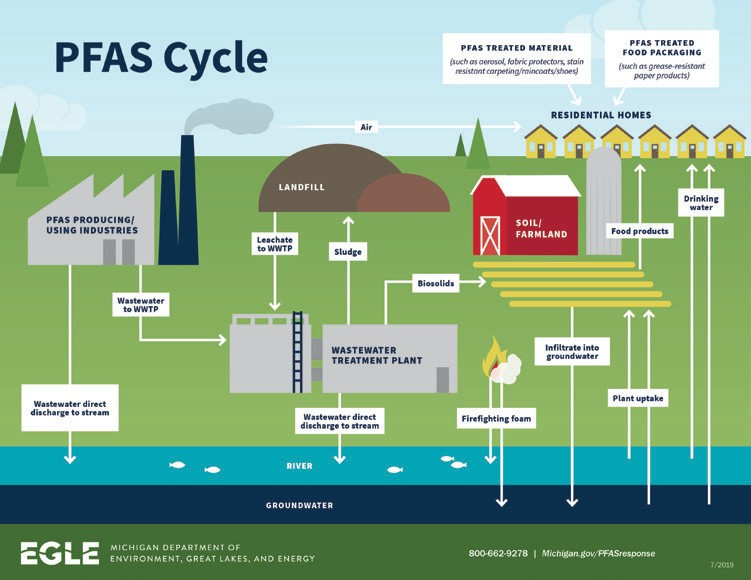 PFAS Cycle
PFAS TREATED MATERIAL
(such as aerosol, fabric protectors, stain
resistant carpeting/raincoats/shoes)
PFAS TREATED
FOOD PACKAGING
(such as grease-resistant
paper products)
RESIDENTIAL HOMES
Air
LANDFILL
PFAS PRODUCING/
USING INDUSTRIES
SOIL/
FARMLAND
Drinking
water
Food products
Leachate
to WWTP
Sludge
Biosolids
Wastewater
to WWTP
WASTEWATER
TREATMENT PLANT
Infiltrate into
groundwater
Plant uptake
Wastewater direct
discharge to stream
Wastewater direct
discharge to stream
Firefighting foam
RIVER
GROUNDWATER
EGLE
MICHIGAN DEPARTMENT OF
ENVIRONMENT, GREAT LAKES, AND ENERGY
800-662-9278 | Michigan.gov/PFASresponse
7/2019